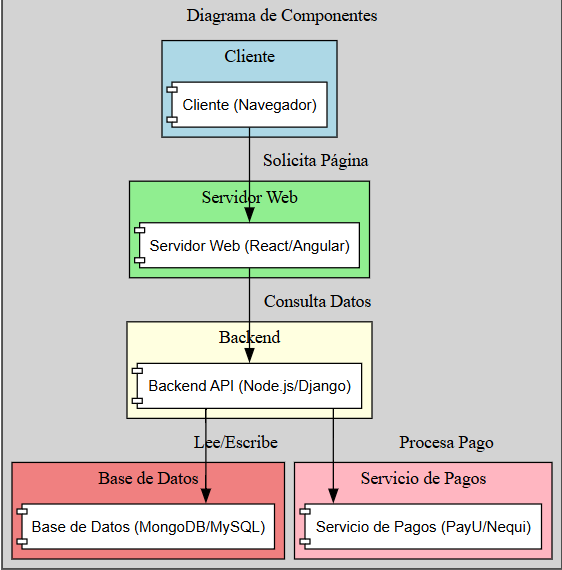 Diagrama de Componentes
Cliente
Cliente (Navegador)
Solicita Página
Servidor Web
Servidor Web (React/Angular)
Consulta Datos
Backend
Backend API (Node.js/Django)
Lee/Escribe
Procesa Pago
Base de Datos
Servicio de Pagos
Base de Datos (MongoDB/MySQL)
Servicio de Pagos (PayU/Nequi)